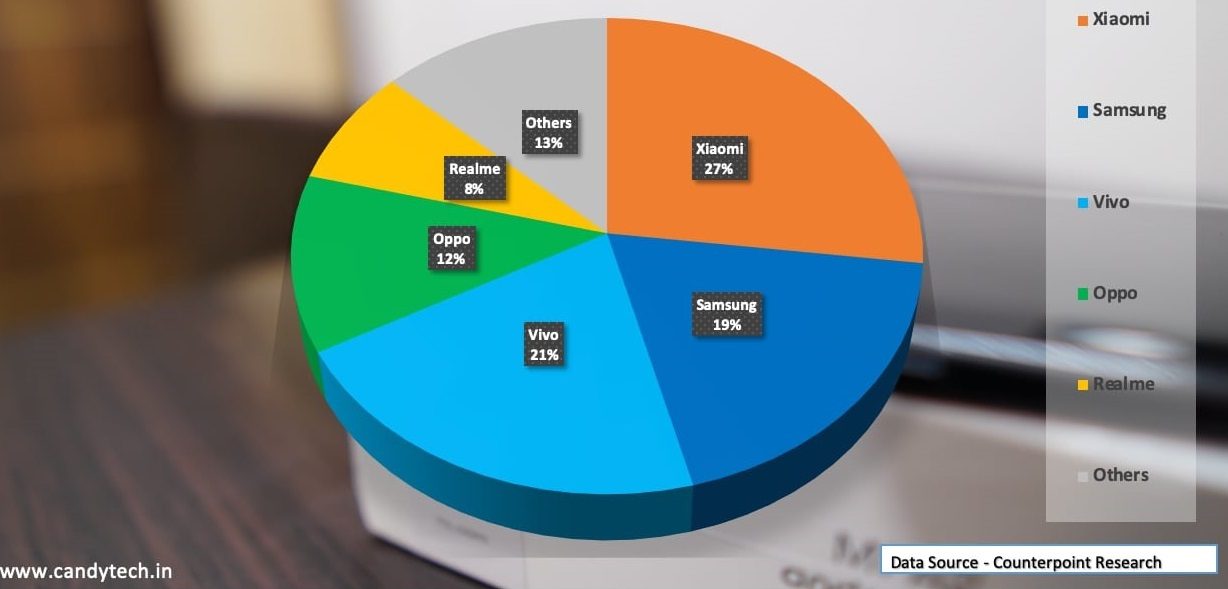 Others
13%
Xiaomi
27%
Realme
8%
Oppo
12%
Samsung
19%
Vivo
21%
Xiaomi
Samsung
Vivo
Oppo
Realme
Others
www.candytech.in
Data Source - Counterpoint Research